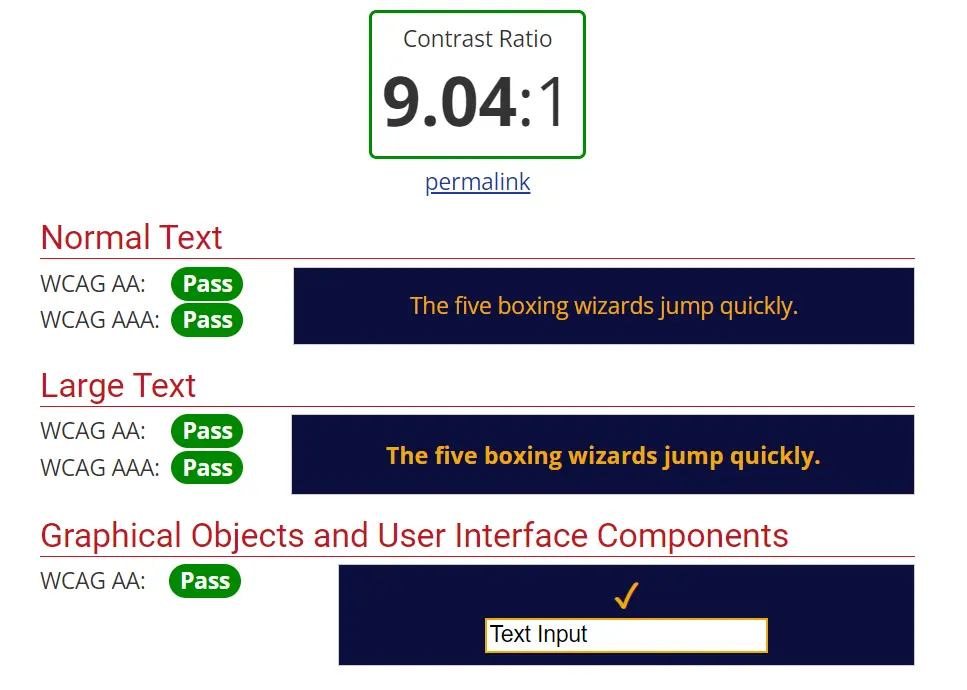 Contrast Ratio
9.04:1
permalink
Normal Text
WCAG AA: Pass
WCAG AAA: Pass
The five boxing wizards jump quickly.
Large Text
WCAG AA: Pass
WCAG AAA: Pass
The five boxing wizards jump quickly.
Graphical Objects and User Interface Components
WCAG AA: Pass
✓
Text Input